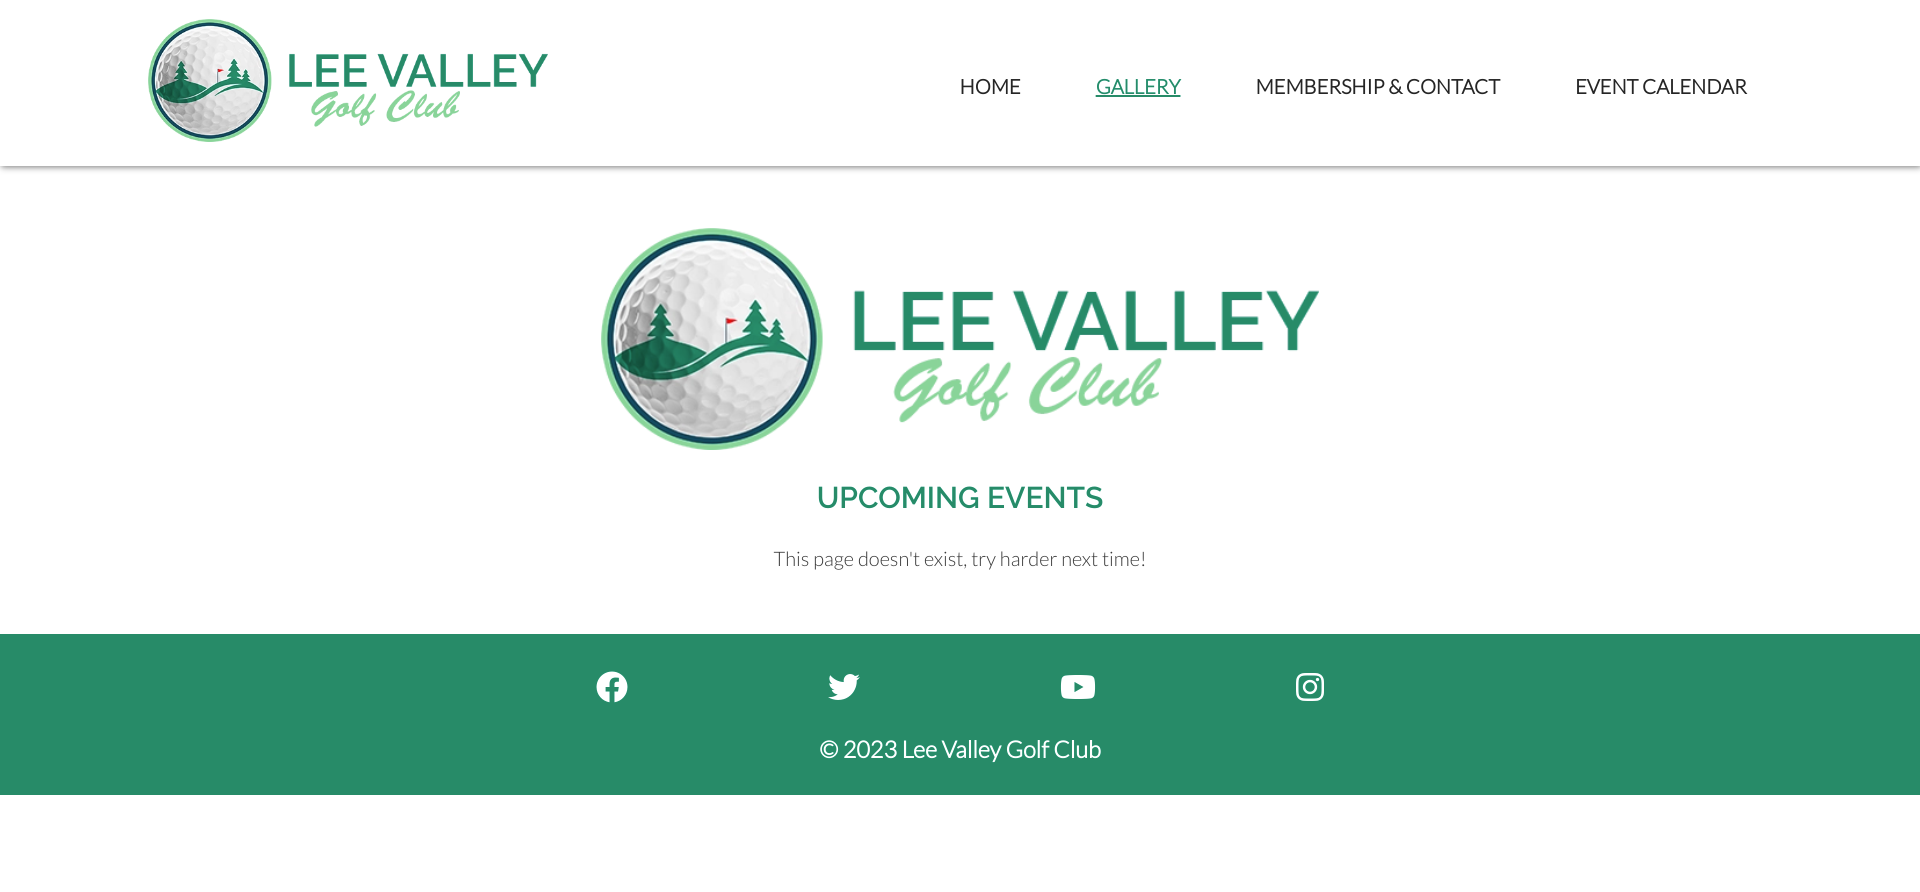 LEE VALLEY
Golf Club
HOME
GALLERY
MEMBERSHIP & CONTACT
EVENT CALENDAR
LEE VALLEY
Golf Club
UPCOMING EVENTS
This page doesn't exist, try harder next time!
© 2023 Lee Valley Golf Club